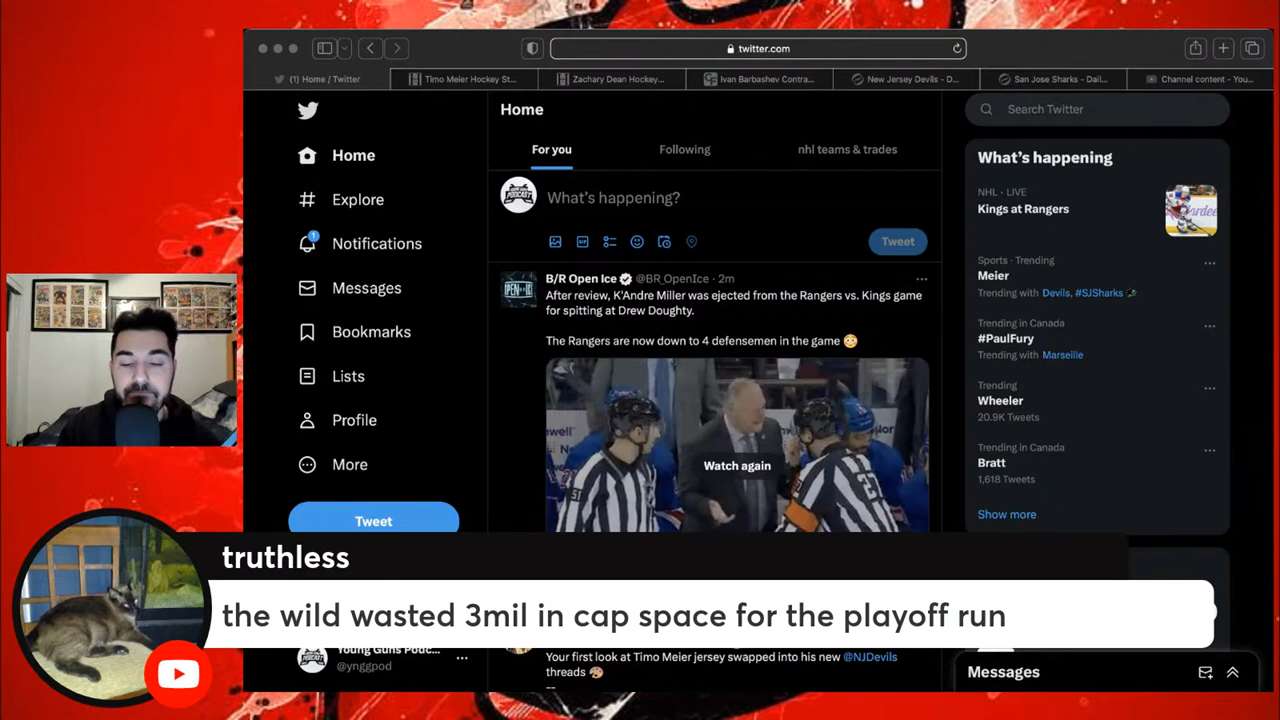 twitter.com
(1) Home / Twitter
Timo Meier Hockey St...
Zachary Dean Hockey...
Ivan Barbashev Contra...
New Jersey Devils - D...
San Jose Sharks - Dail...
Channel content - You...
Home
Explore
1
Notifications
Messages
Bookmarks
Lists
Profile
More
Tweet
Home
For you
Following
nhl teams & trades
What's happening?
Tweet
B/R Open Ice @BR_OpenIce · 2m
After review, K'Andre Miller was ejected from the Rangers vs. Kings game
for spitting at Drew Doughty.
The Rangers are now down to 4 defensemen in the game 😳
Watch again
Search Twitter
What's happening
NHL · LIVE
Kings at Rangers
Sports · Trending
Meier
Trending with Devils, #SJSharks
Trending in Canada
#PaulFury
Trending with Marseille
Trending
Wheeler
20.9K Tweets
Trending in Canada
Bratt
1,618 Tweets
Show more
truthless
the wild wasted 3mil in cap space for the playoff run
Young Guns Podc...
@ynggpod
Your first look at Timo Meier jersey swapped into his new @NJDevils
threads 🎨
Messages